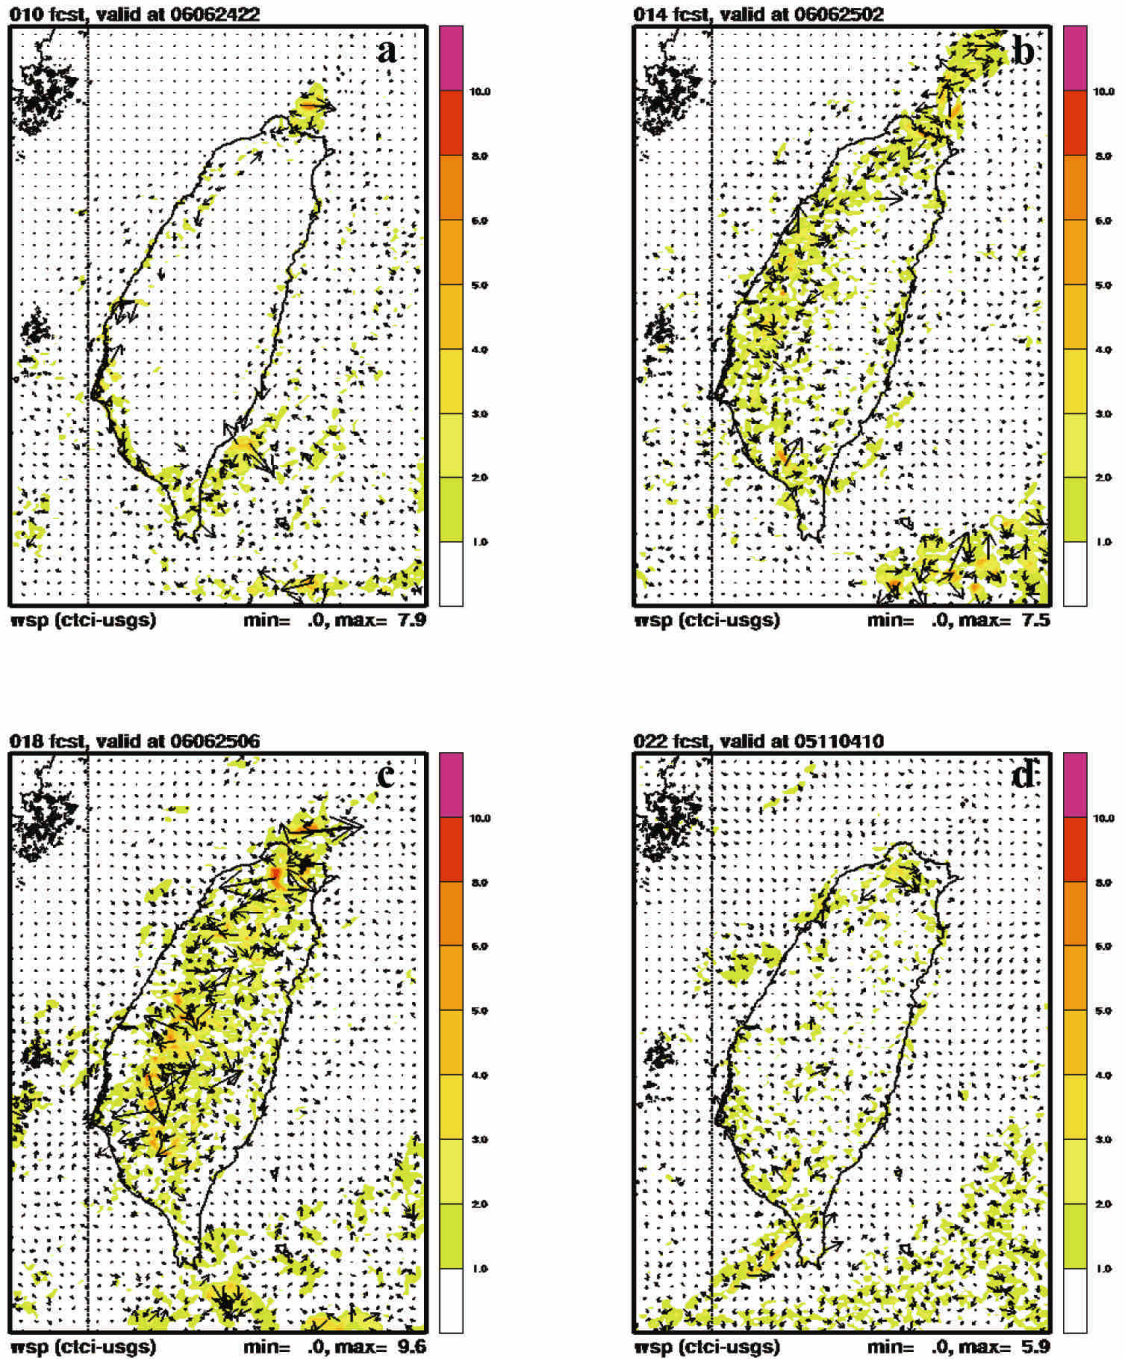 010 fcst, valid at 06062422
a
10.0
8.0
6.0
5.0
4.0
3.0
2.0
1.0
wsp (ctci-usgs) min= .0, max= 7.9
014 fcst, valid at 06062502
b
10.0
8.0
6.0
5.0
4.0
3.0
2.0
1.0
wsp (ctci-usgs) min= .0, max= 7.5
018 fcst, valid at 06062506
c
10.0
8.0
6.0
5.0
4.0
3.0
2.0
1.0
wsp (ctci-usgs) min= .0, max= 9.6
022 fcst, valid at 05110410
d
10.0
8.0
6.0
5.0
4.0
3.0
2.0
1.0
wsp (ctci-usgs) min= .0, max= 5.9